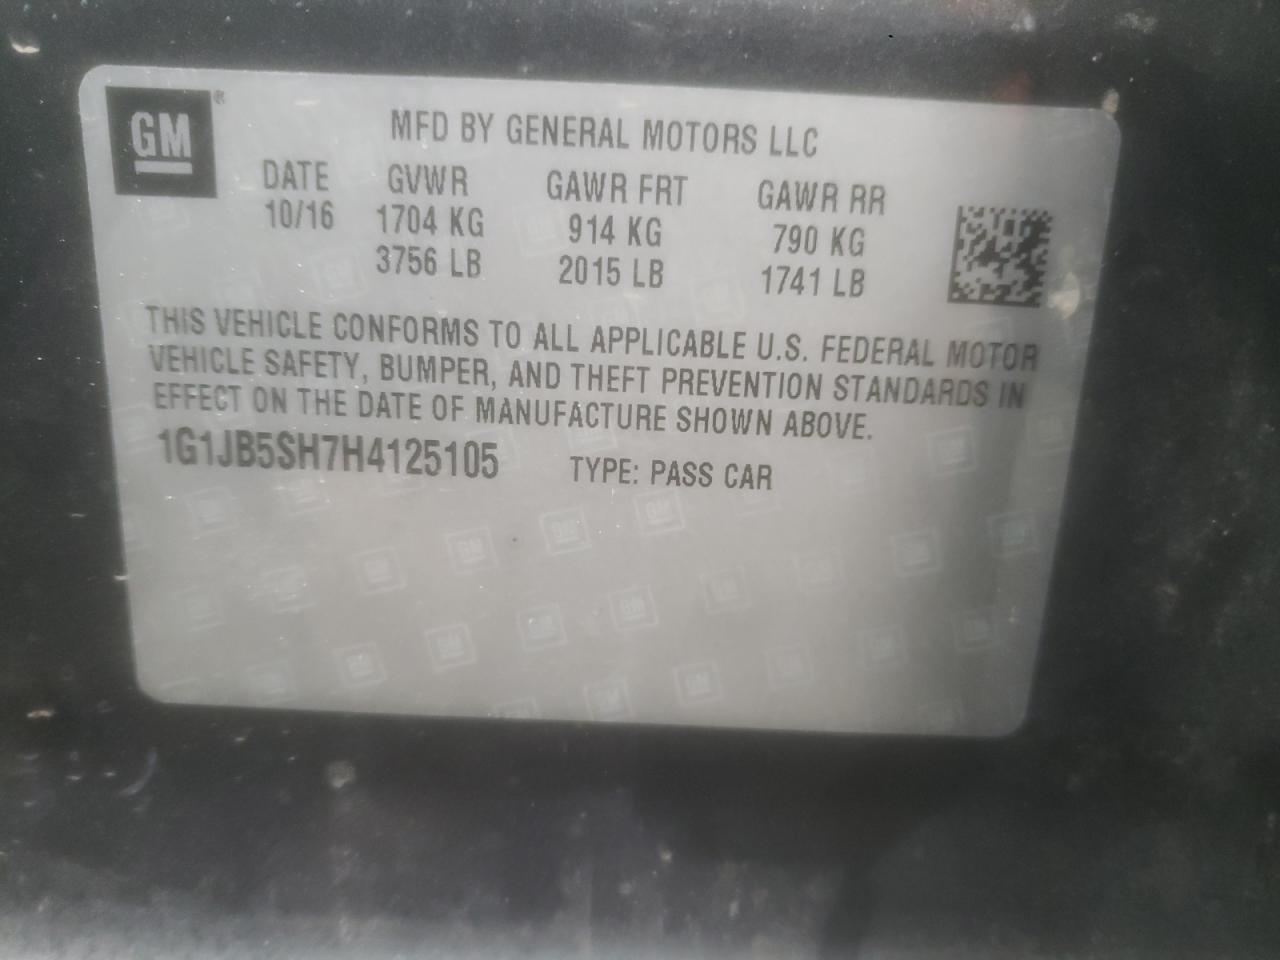 GM®
MFD BY GENERAL MOTORS LLC
DATE GVWR GAWR FRT GAWR RR
10/16 1704 KG 914 KG 790 KG
3756 LB 2015 LB 1741 LB
THIS VEHICLE CONFORMS TO ALL APPLICABLE U.S. FEDERAL MOTOR
VEHICLE SAFETY, BUMPER, AND THEFT PREVENTION STANDARDS IN
EFFECT ON THE DATE OF MANUFACTURE SHOWN ABOVE.
1G1JB5SH7H4125105 TYPE: PASS CAR